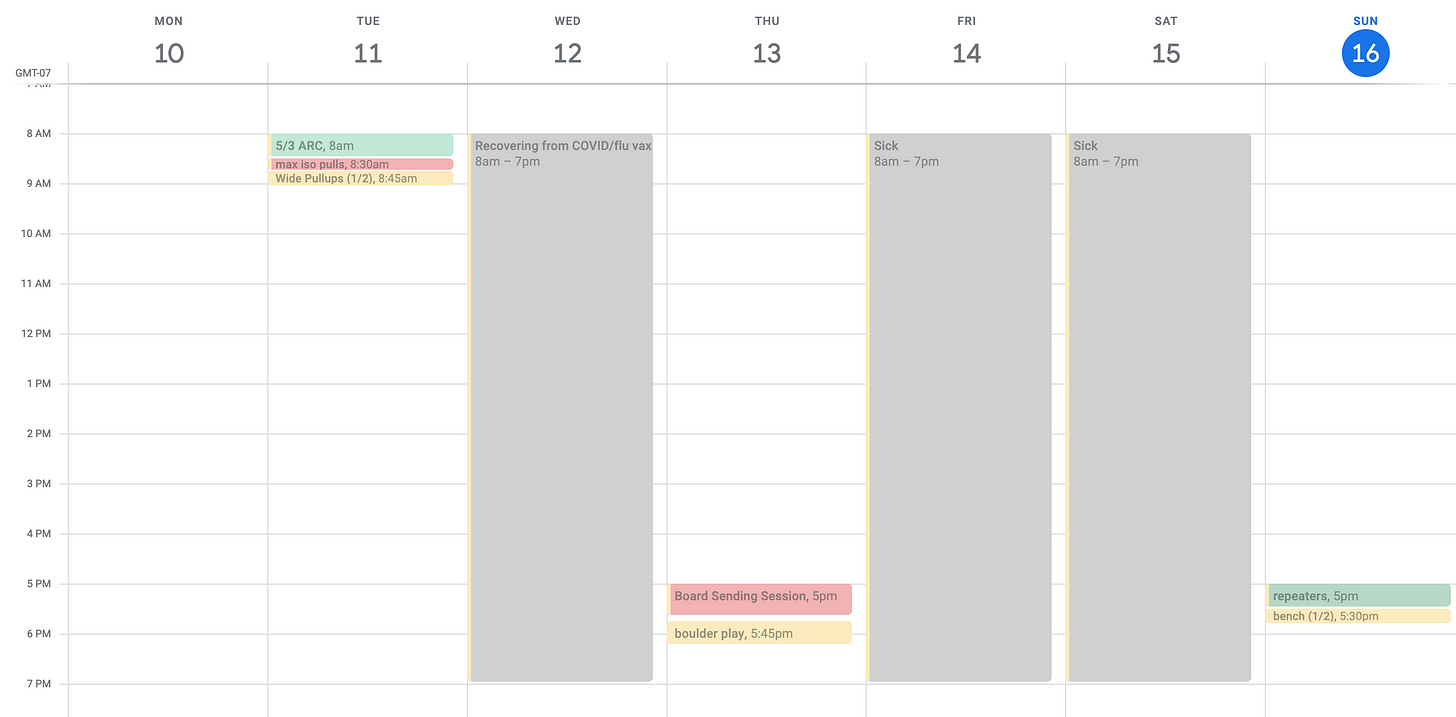 MON
TUE
WED
THU
FRI
SAT
SUN
10
11
12
13
14
15
16
GMT-07
7 AM
8 AM
5/3 ARC, 8am
Recovering from COVID/flu vax
8am – 7pm
Sick
8am – 7pm
Sick
8am – 7pm
max iso pulls, 8:30am
Wide Pullups (1/2), 8:45am
9 AM
10 AM
11 AM
12 PM
1 PM
2 PM
3 PM
4 PM
5 PM
Board Sending Session, 5pm
repeaters, 5pm
bench (1/2), 5:30pm
6 PM
boulder play, 5:45pm
7 PM